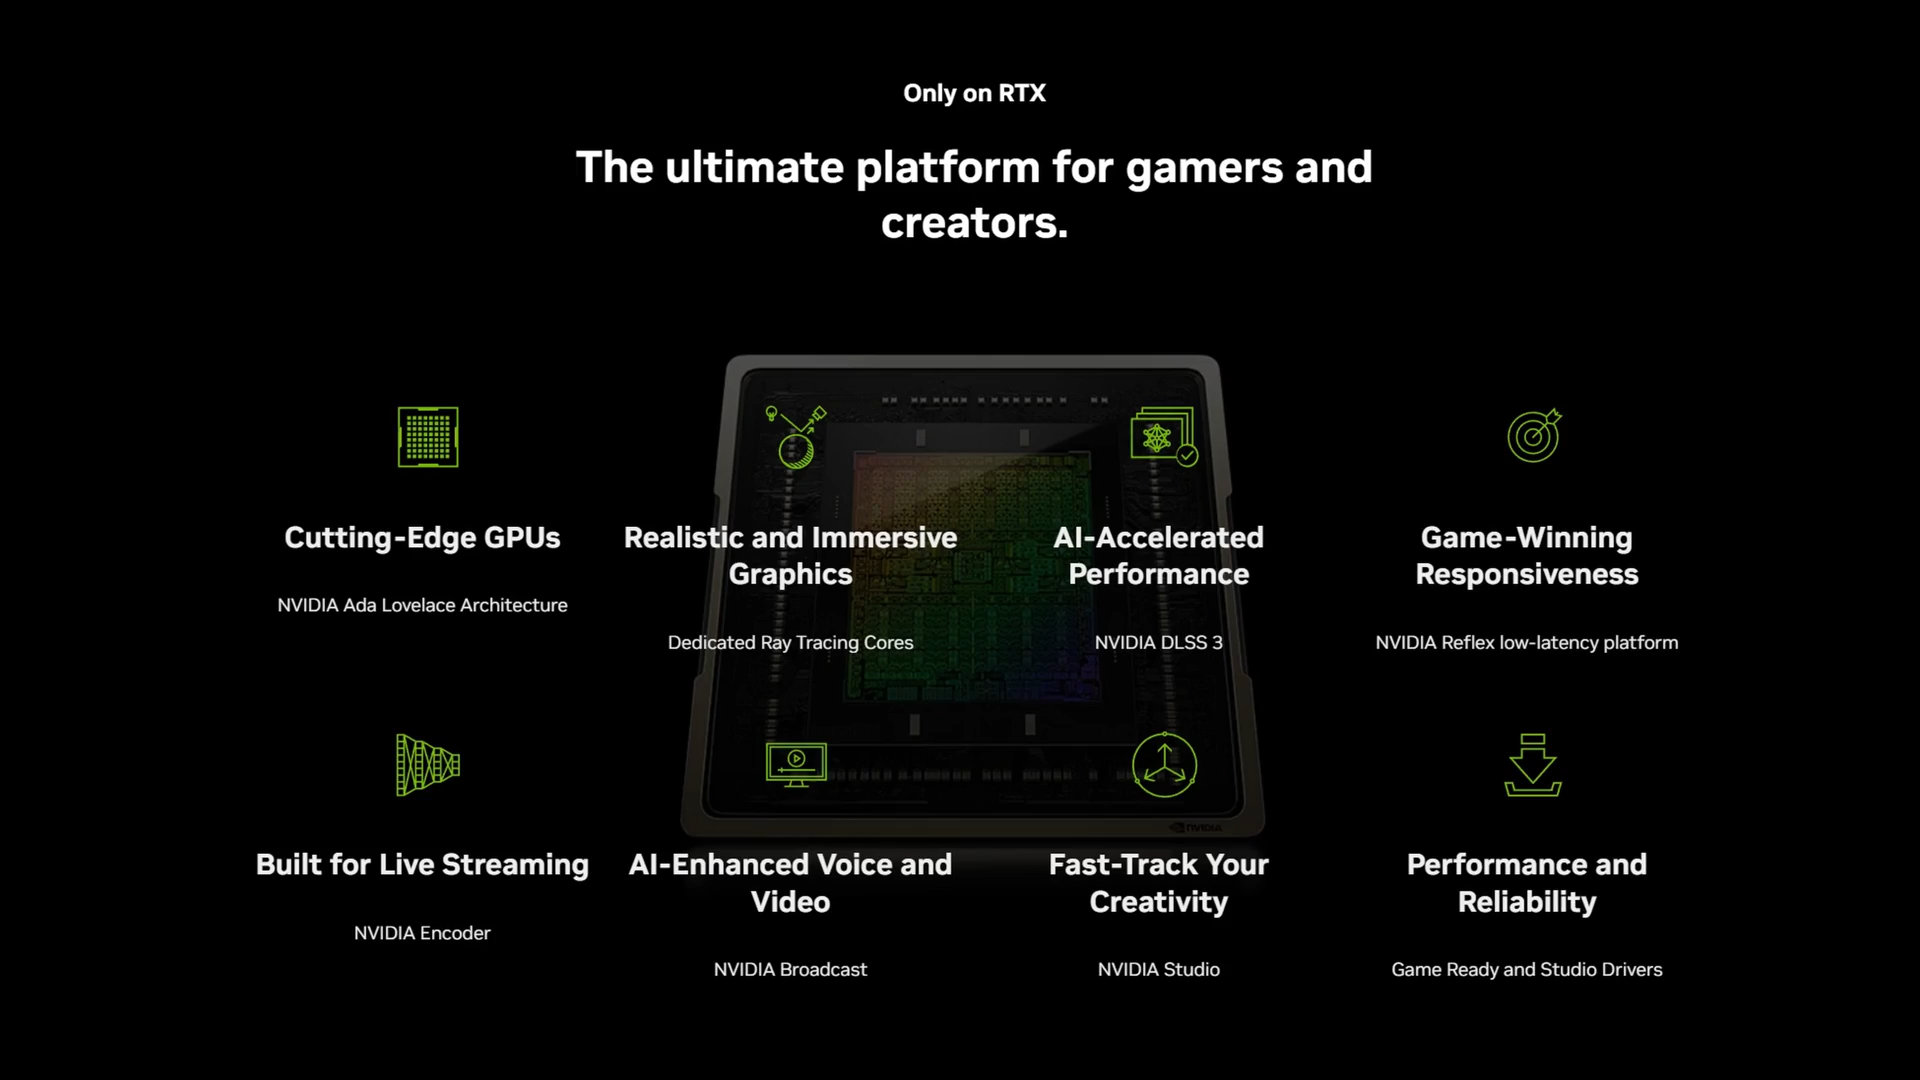 Only on RTX
The ultimate platform for gamers and
creators.
Cutting-Edge GPUs
NVIDIA Ada Lovelace Architecture
Realistic and Immersive
Graphics
Dedicated Ray Tracing Cores
AI-Accelerated
Performance
NVIDIA DLSS 3
Game-Winning
Responsiveness
NVIDIA Reflex low-latency platform
Built for Live Streaming
NVIDIA Encoder
AI-Enhanced Voice and
Video
NVIDIA Broadcast
Fast-Track Your
Creativity
NVIDIA Studio
Performance and
Reliability
Game Ready and Studio Drivers
NVIDIA